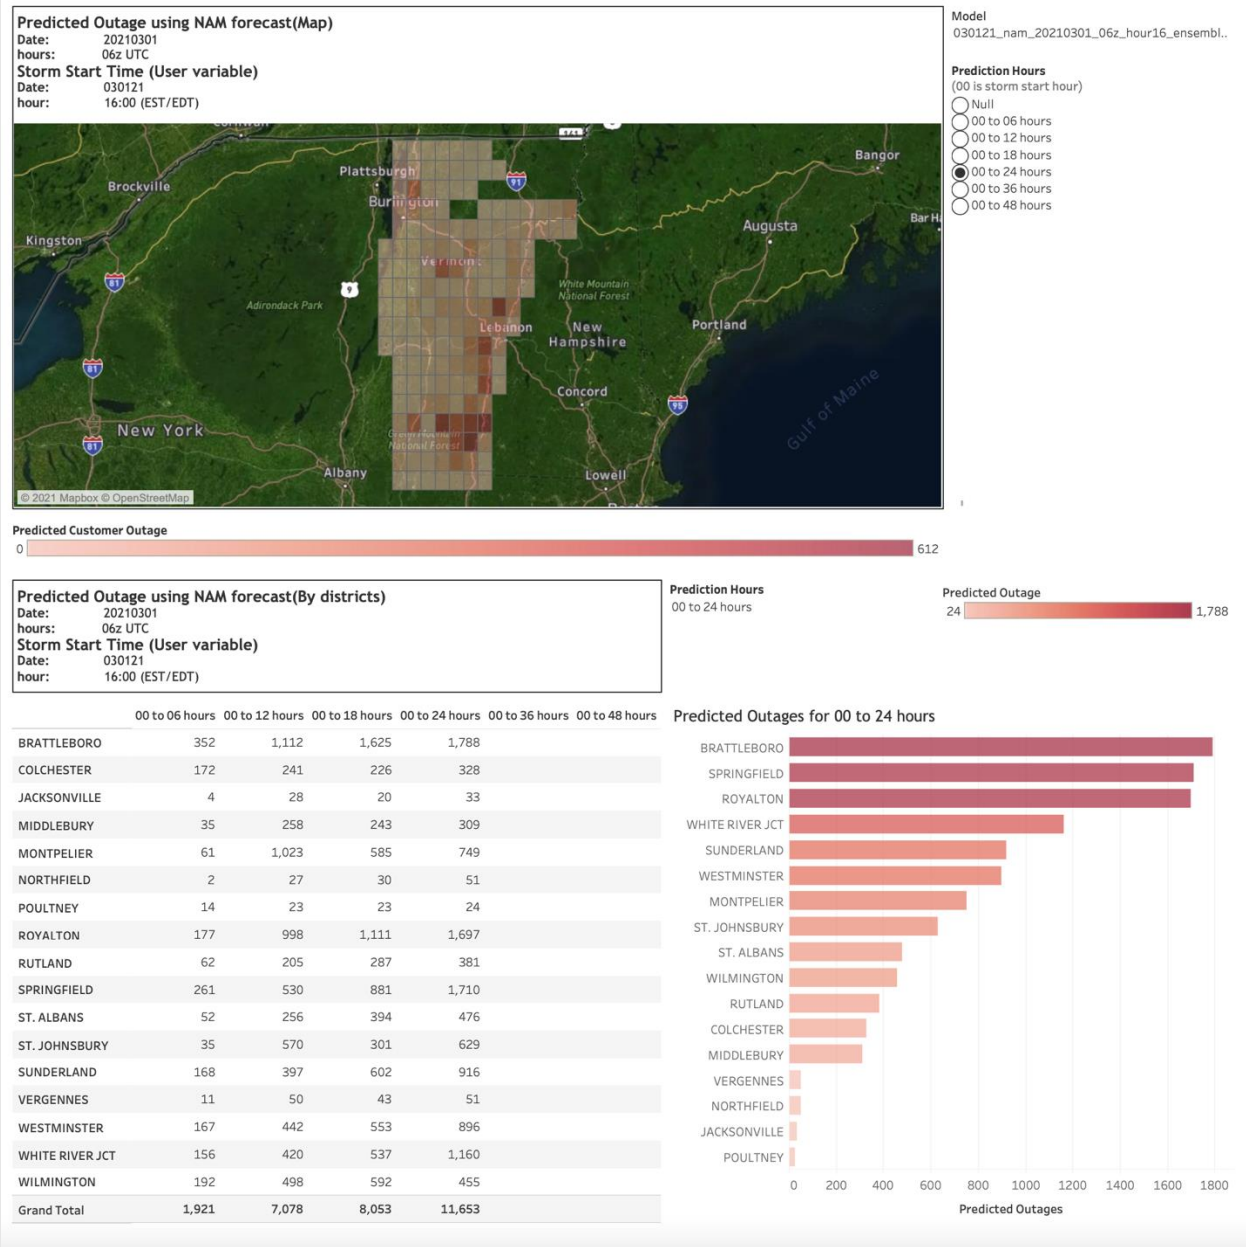 Predicted Outage using NAM forecast(Map)
Date: 20210301
hours: 06z UTC
Storm Start Time (User variable)
Date: 030121
hour: 16:00 (EST/EDT)
Model
030121_nam_20210301_06z_hour16_ensembl..
Prediction Hours
(00 is storm start hour)
Null
00 to 06 hours
00 to 12 hours
00 to 18 hours
00 to 24 hours
00 to 36 hours
00 to 48 hours
161
Plattsburgh
Bangor
Brockville
91
Burlington
Augusta
Bar Ha
Kingston
Vermont
81
9
Adirondack Park
White Mountain
National Forest
Lebanon
New
Hampshire
Portland
81
Concord
95
Gulf of Maine
New York
81
Green Mountain
National Forest
Albany
Lowell
© 2021 Mapbox © OpenStreetMap
Predicted Customer Outage
0 612
Predicted Outage using NAM forecast(By districts)
Date: 20210301
hours: 06z UTC
Storm Start Time (User variable)
Date: 030121
hour: 16:00 (EST/EDT)
Prediction Hours
00 to 24 hours
Predicted Outage
24 1,788
00 to 06 hours 00 to 12 hours 00 to 18 hours 00 to 24 hours 00 to 36 hours 00 to 48 hours
BRATTLEBORO 352 1,112 1,625 1,788
COLCHESTER 172 241 226 328
JACKSONVILLE 4 28 20 33
MIDDLEBURY 35 258 243 309
MONTPELIER 61 1,023 585 749
NORTHFIELD 2 27 30 51
POULTNEY 14 23 23 24
ROYALTON 177 998 1,111 1,697
RUTLAND 62 205 287 381
SPRINGFIELD 261 530 881 1,710
ST. ALBANS 52 256 394 476
ST. JOHNSBURY 35 570 301 629
SUNDERLAND 168 397 602 916
VERGENNES 11 50 43 51
WESTMINSTER 167 442 553 896
WHITE RIVER JCT 156 420 537 1,160
WILMINGTON 192 498 592 455
Grand Total 1,921 7,078 8,053 11,653
Predicted Outages for 00 to 24 hours
BRATTLEBORO
SPRINGFIELD
ROYALTON
WHITE RIVER JCT
SUNDERLAND
WESTMINSTER
MONTPELIER
ST. JOHNSBURY
ST. ALBANS
WILMINGTON
RUTLAND
COLCHESTER
MIDDLEBURY
VERGENNES
NORTHFIELD
JACKSONVILLE
POULTNEY
0 200 400 600 800 1000 1200 1400 1600 1800
Predicted Outages